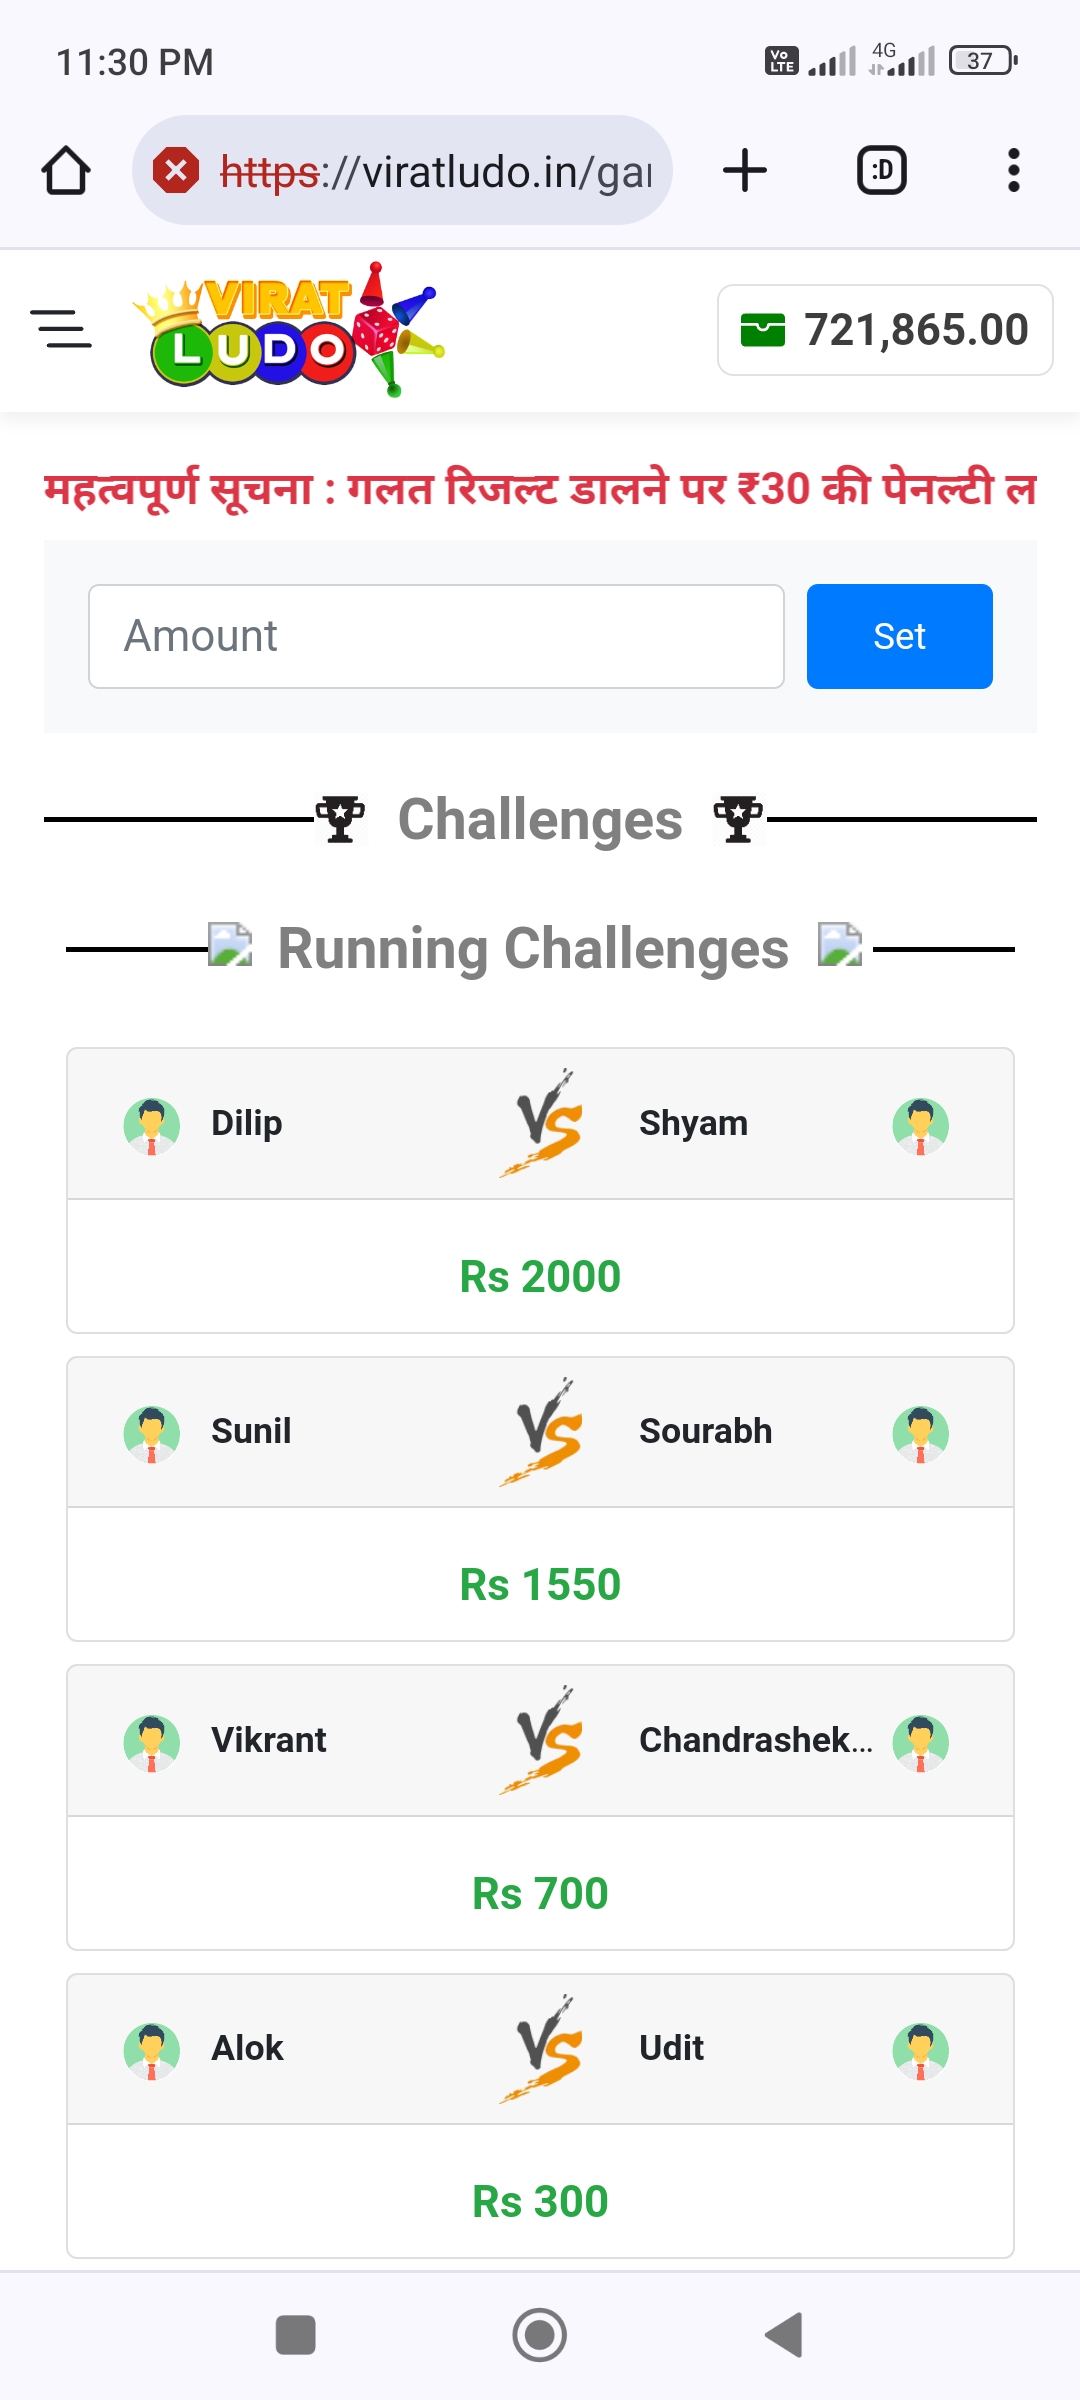 11:30 PM
Vo LTE
4G
37
https://viratludo.in/gai
:D
VIRAT
LUDO
721,865.00
महत्वपूर्ण सूचना : गलत रिजल्ट डालने पर ₹30 की पेनल्टी ल
Amount
Set
Challenges
Running Challenges
Dilip VS Shyam
Rs 2000
Sunil VS Sourabh
Rs 1550
Vikrant VS Chandrashek...
Rs 700
Alok VS Udit
Rs 300